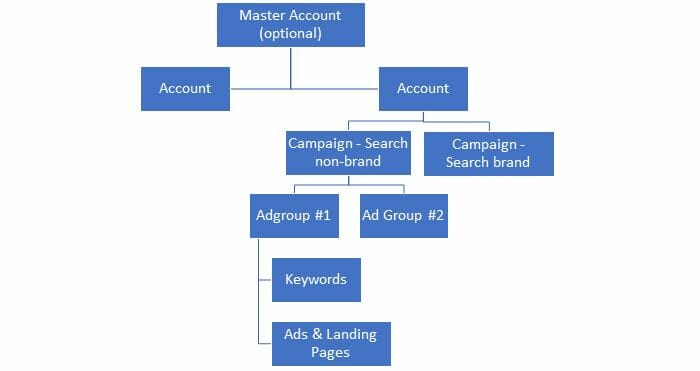 Master Account
(optional)
Account
Account
Campaign - Search
non-brand
Campaign -
Search brand
Adgroup #1
Ad Group #2
Keywords
Ads & Landing
Pages